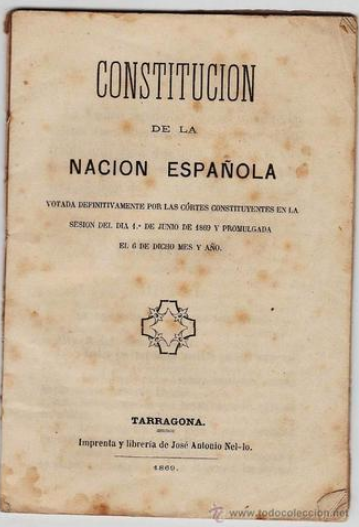 CONSTITUCION
DE LA
NACION ESPAÑOLA
VOTADA DEFINITIVAMENTE POR LAS CÓRTES CONSTITUYENTES EN LA
SESION DEL DIA 1.º DE JUNIO DE 1869 Y PROMULGADA
EL 6 DE DICHO MES Y AÑO.
TARRAGONA.
Imprenta y librería de José Antonio Nel-lo.
1869.
www.todocoleccion.net